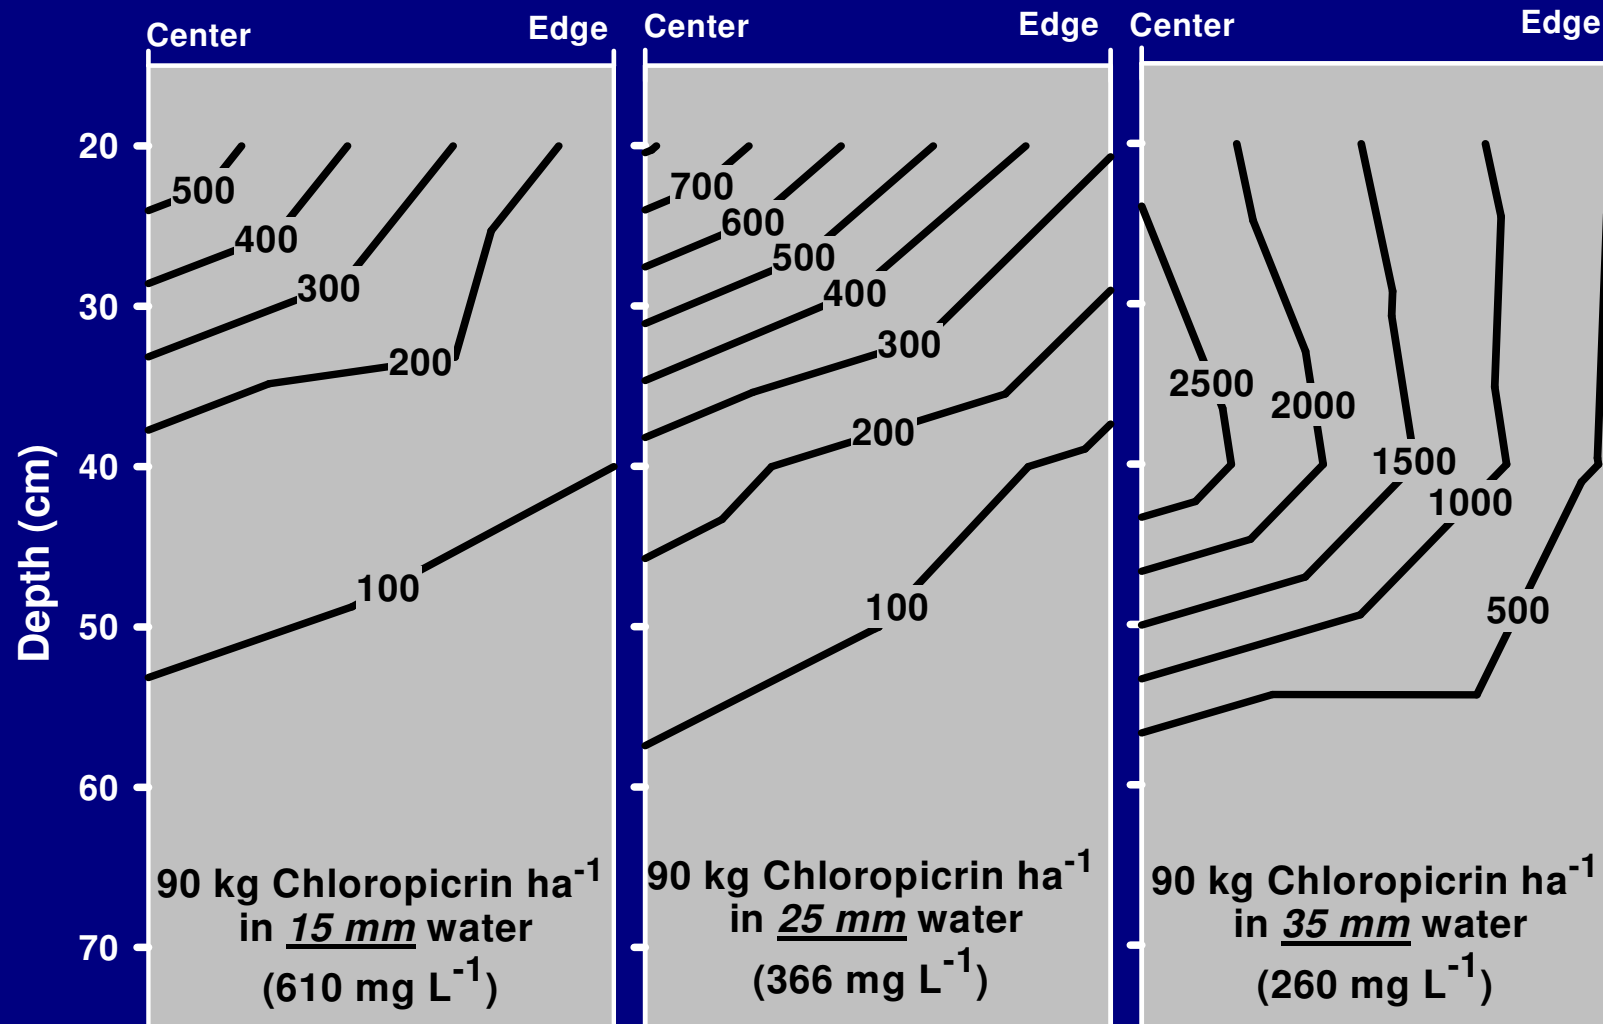 Center Edge Center Edge Center Edge
20
30
40
50
60
70
Depth (cm)
500
400
300
200
100
700
600
500
400
300
200
100
2500
2000
1500
1000
500
90 kg Chloropicrin ha-1
in 15 mm water
(610 mg L-1)
90 kg Chloropicrin ha-1
in 25 mm water
(366 mg L-1)
90 kg Chloropicrin ha-1
in 35 mm water
(260 mg L-1)